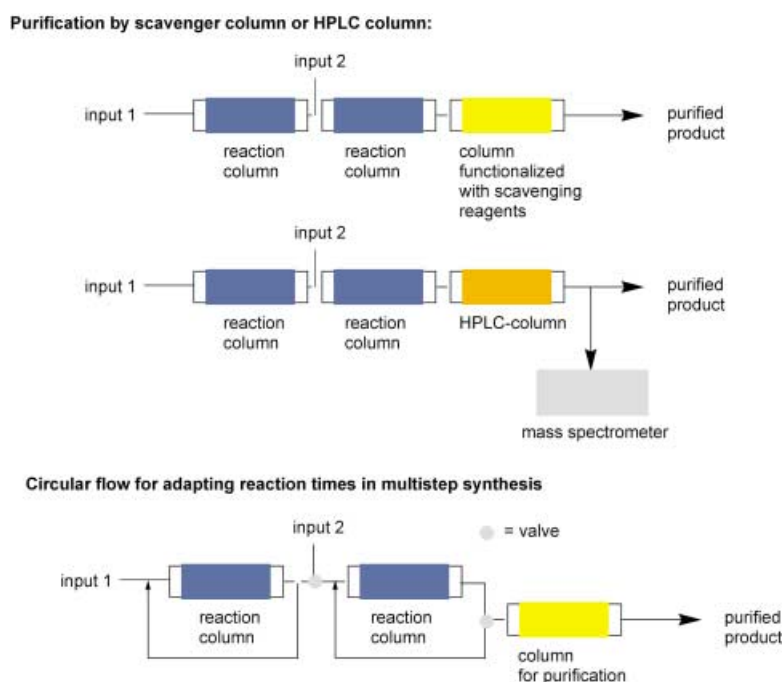 Purification by scavenger column or HPLC column:
input 2
input 1
purified
product
reaction
column
reaction
column
column
functionalized
with scavenging
reagents
input 2
input 1
purified
product
reaction
column
reaction
column
HPLC-column
mass spectrometer
Circular flow for adapting reaction times in multistep synthesis
input 2
= valve
input 1
reaction
column
reaction
column
purified
product
column
for purification